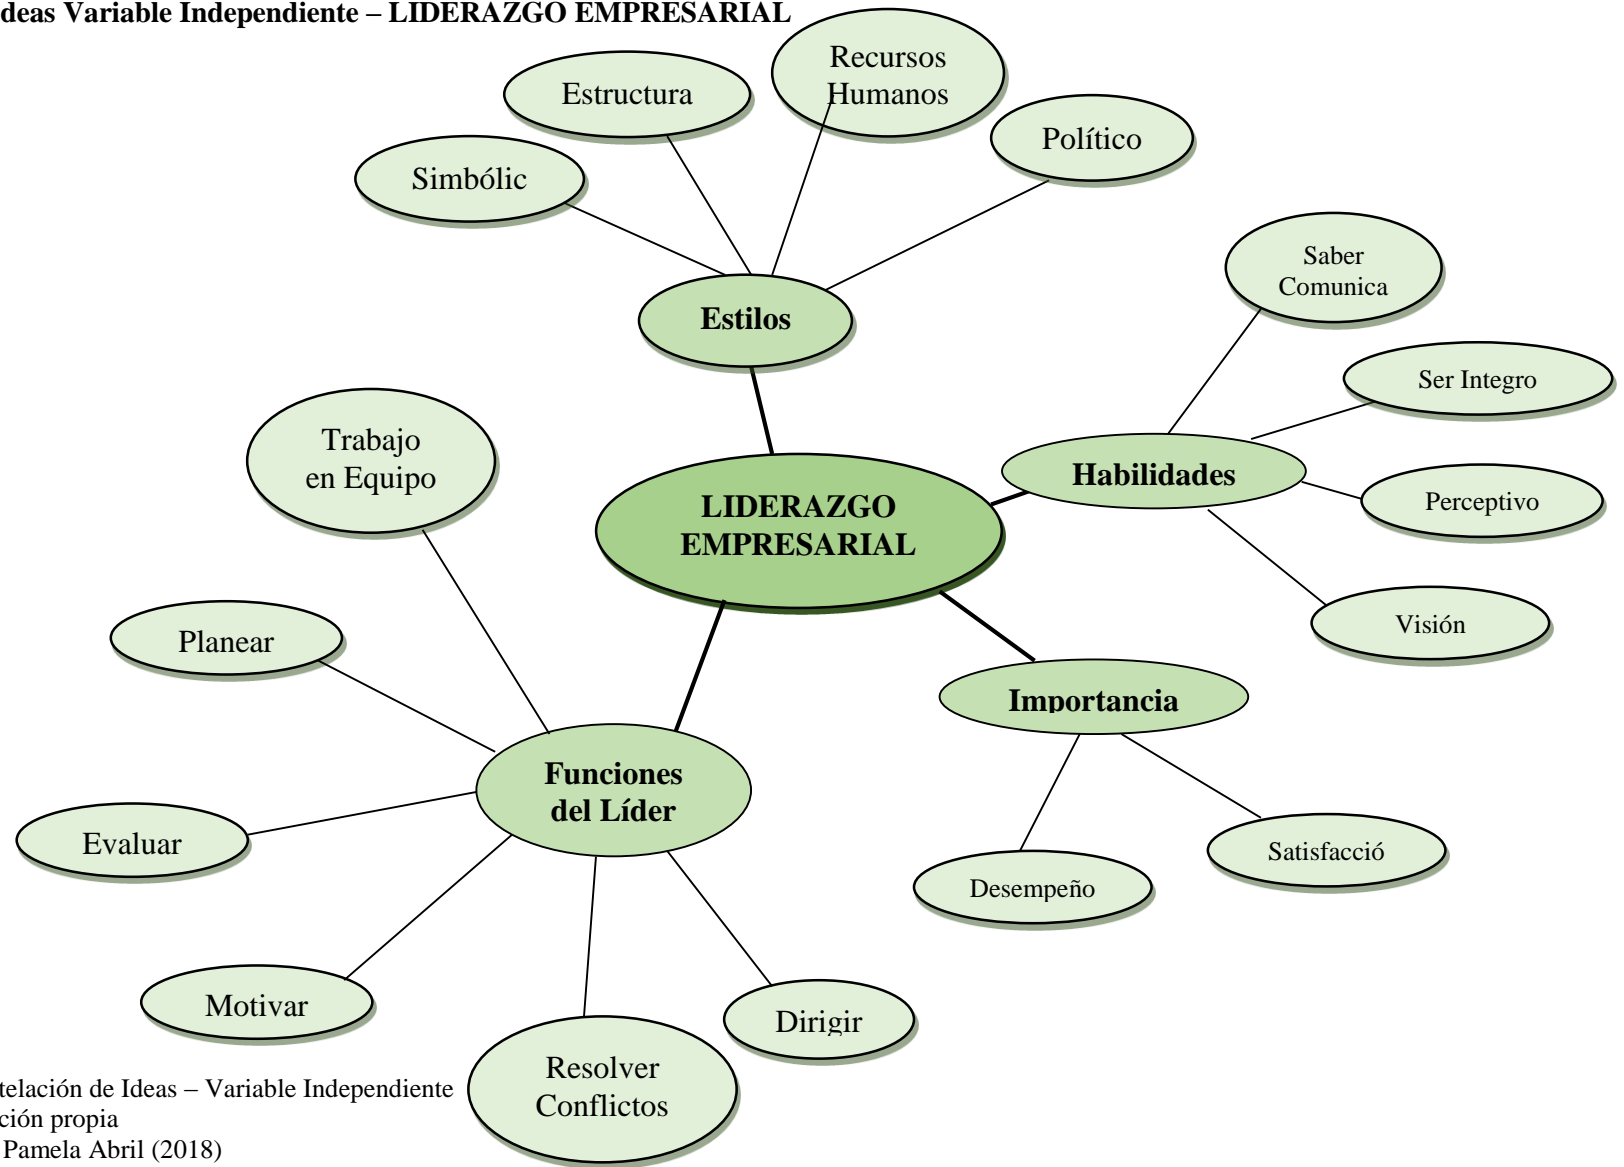 deas Variable Independiente – LIDERAZGO EMPRESARIAL
Recursos
Humanos
Estructura
Político
Simbólic
Saber
Comunica
Estilos
Ser Integro
Trabajo
en Equipo
Habilidades
Perceptivo
LIDERAZGO
EMPRESARIAL
Visión
Planear
Importancia
Funciones
del Líder
Evaluar
Satisfacció
Desempeño
Motivar
Dirigir
Resolver
Conflictos
telación de Ideas – Variable Independiente
ción propia
Pamela Abril (2018)